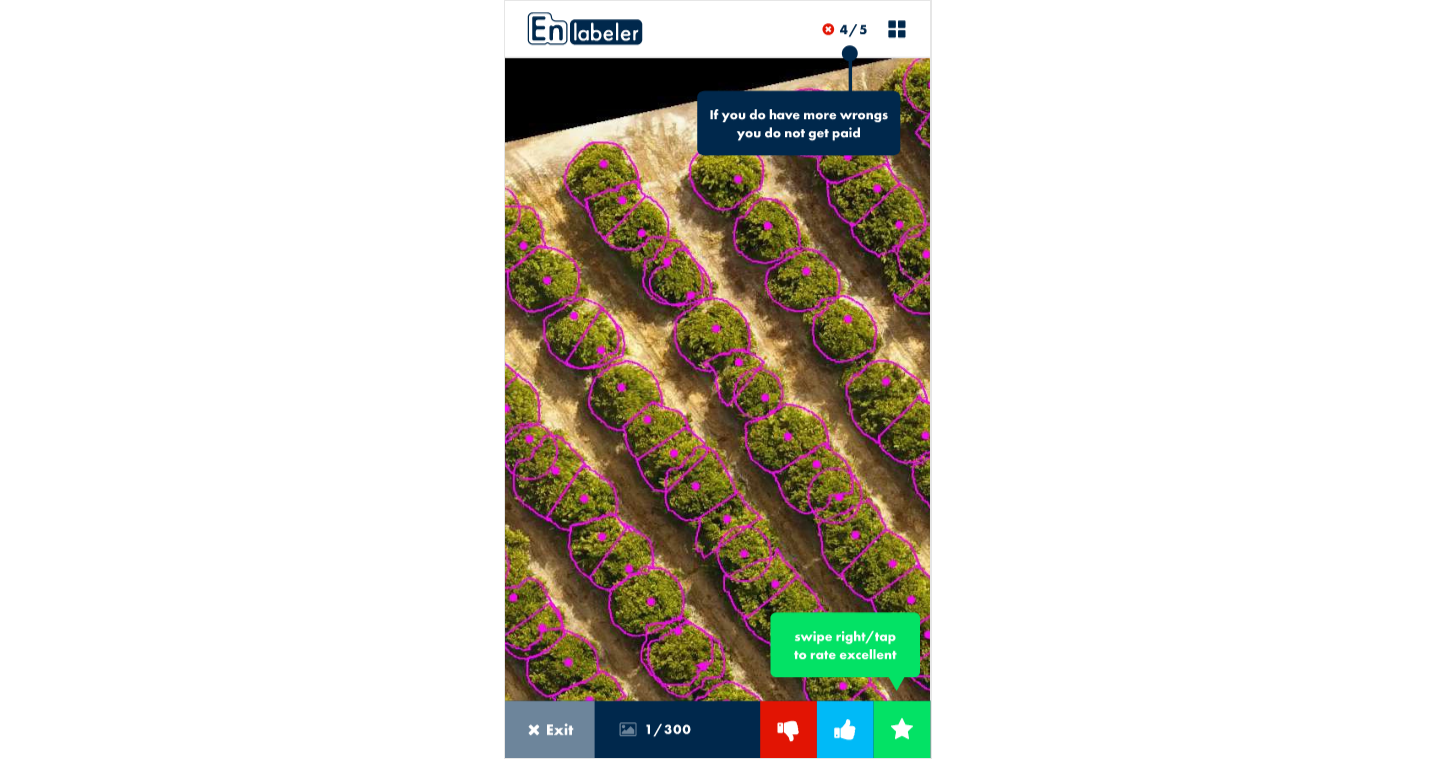 En labeler
4/5
If you do have more wrongs
you do not get paid
swipe right/tap
to rate excellent
Exit
1/300